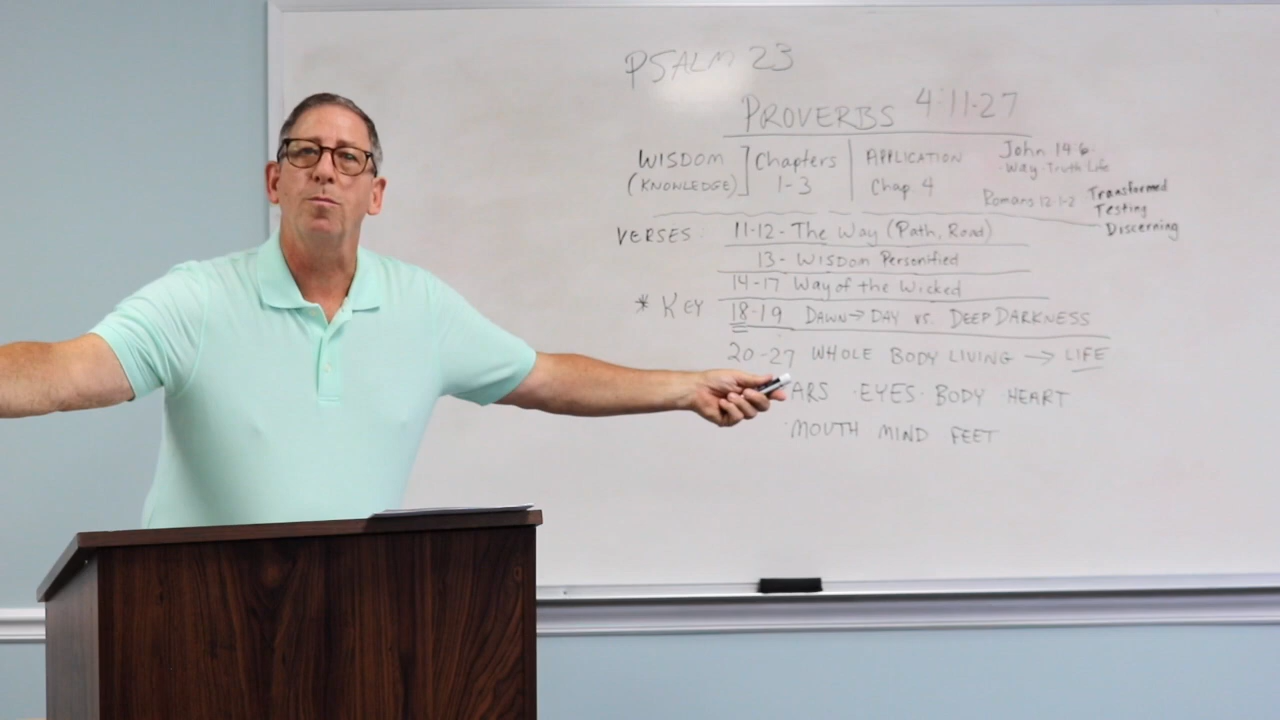 PSALM 23
PROVERBS 4:11-27
WISDOM ] Chapters | APPLICATION John 14:6
(KNOWLEDGE) 1-3 Chap. 4 · Way · Truth Life
Romans 12 1-2 Transformed
Testing
Discerning
VERSES: 11-12 - The Way (Path, Road)
13 - WISDOM Personified
14-17 Way of the Wicked
* KEY 18-19 DAWN → DAY vs. DEEP DARKNESS
20-27 WHOLE BODY LIVING → LIFE
ARS · EYES · BODY · HEART
· MOUTH · MIND FEET